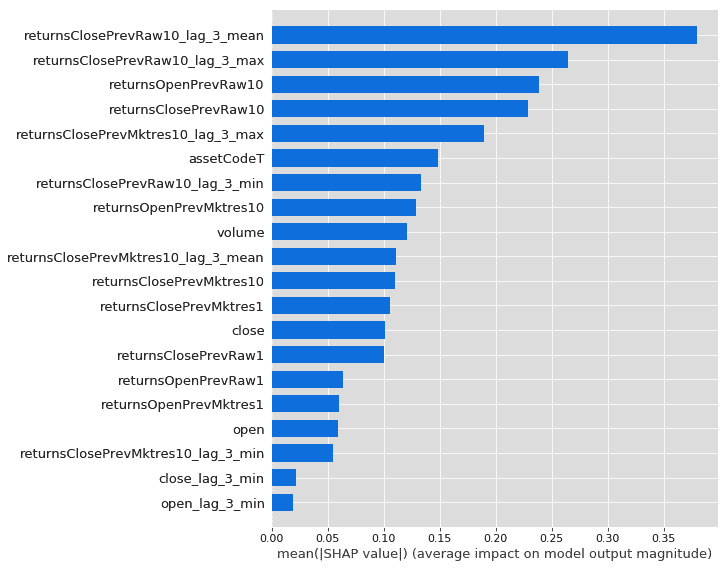 returnsClosePrevRaw10_lag_3_mean
returnsClosePrevRaw10_lag_3_max
returnsOpenPrevRaw10
returnsClosePrevRaw10
returnsClosePrevMktres10_lag_3_max
assetCodeT
returnsClosePrevRaw10_lag_3_min
returnsOpenPrevMktres10
volume
returnsClosePrevMktres10_lag_3_mean
returnsClosePrevMktres10
returnsClosePrevMktres1
close
returnsClosePrevRaw1
returnsOpenPrevRaw1
returnsOpenPrevMktres1
open
returnsClosePrevMktres10_lag_3_min
close_lag_3_min
open_lag_3_min
0.00 0.05 0.10 0.15 0.20 0.25 0.30 0.35
mean(|SHAP value|) (average impact on model output magnitude)